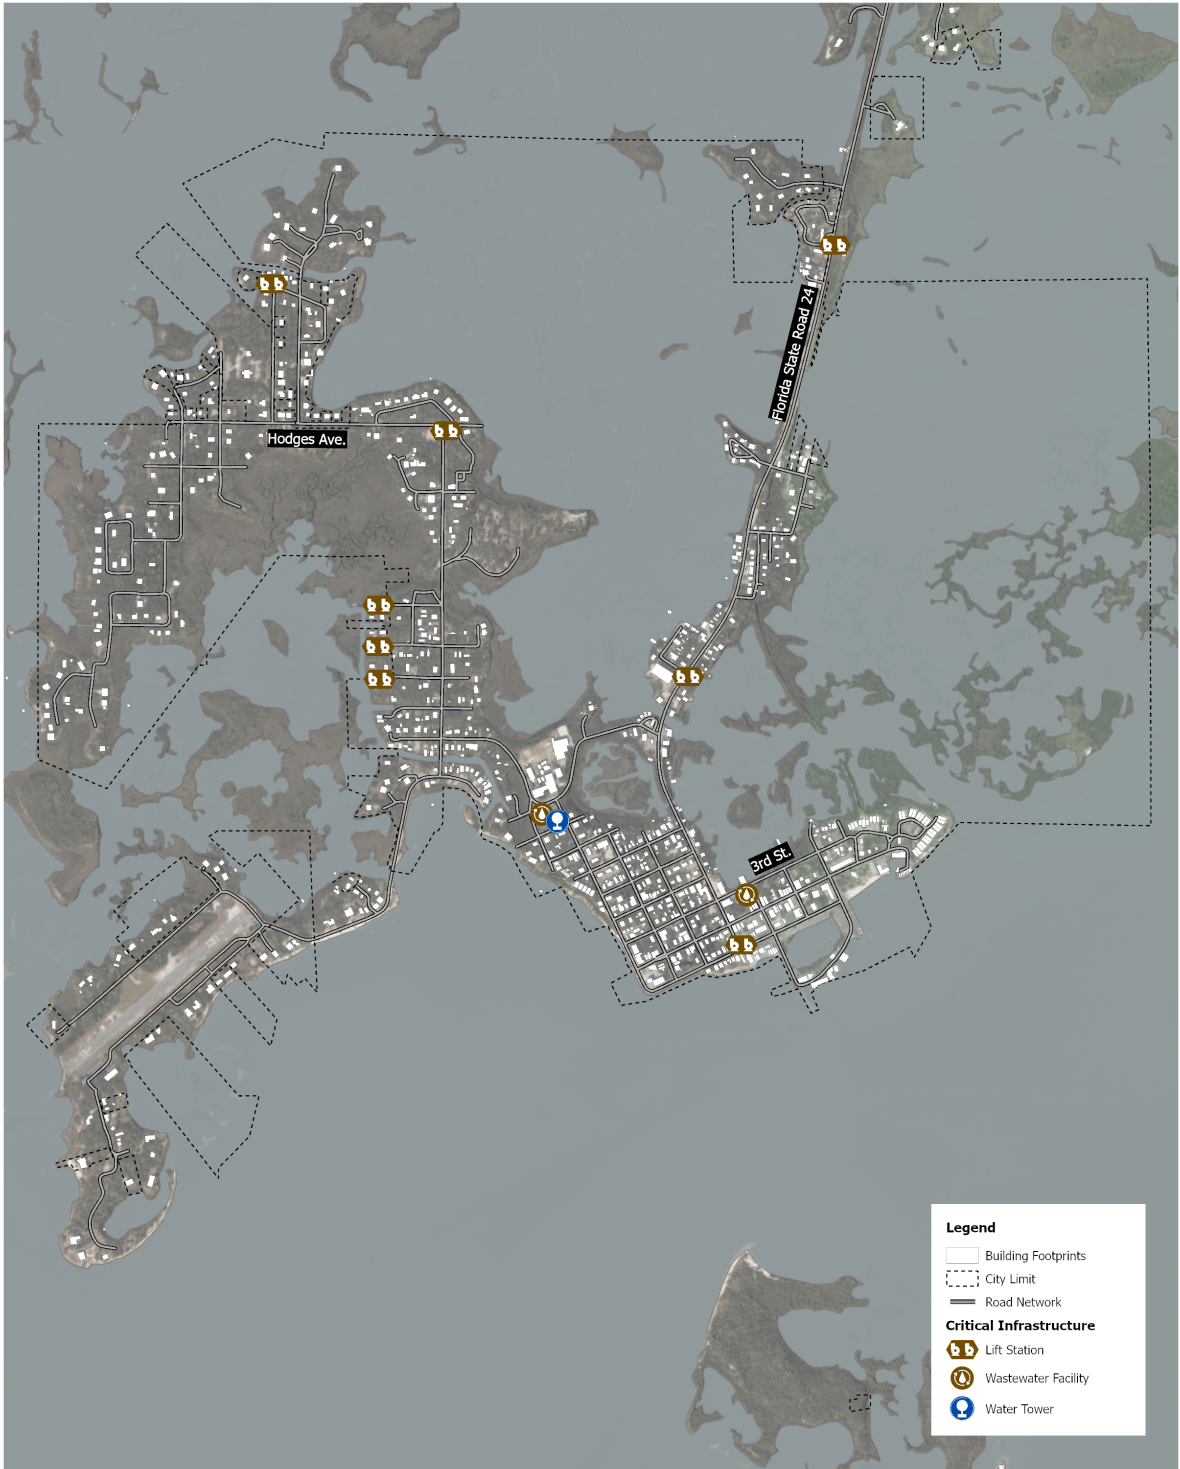 Florida State Road 24
Hodges Ave.
3rd St.
Legend
Building Footprints
City Limit
Road Network
Critical Infrastructure
Lift Station
Wastewater Facility
Water Tower